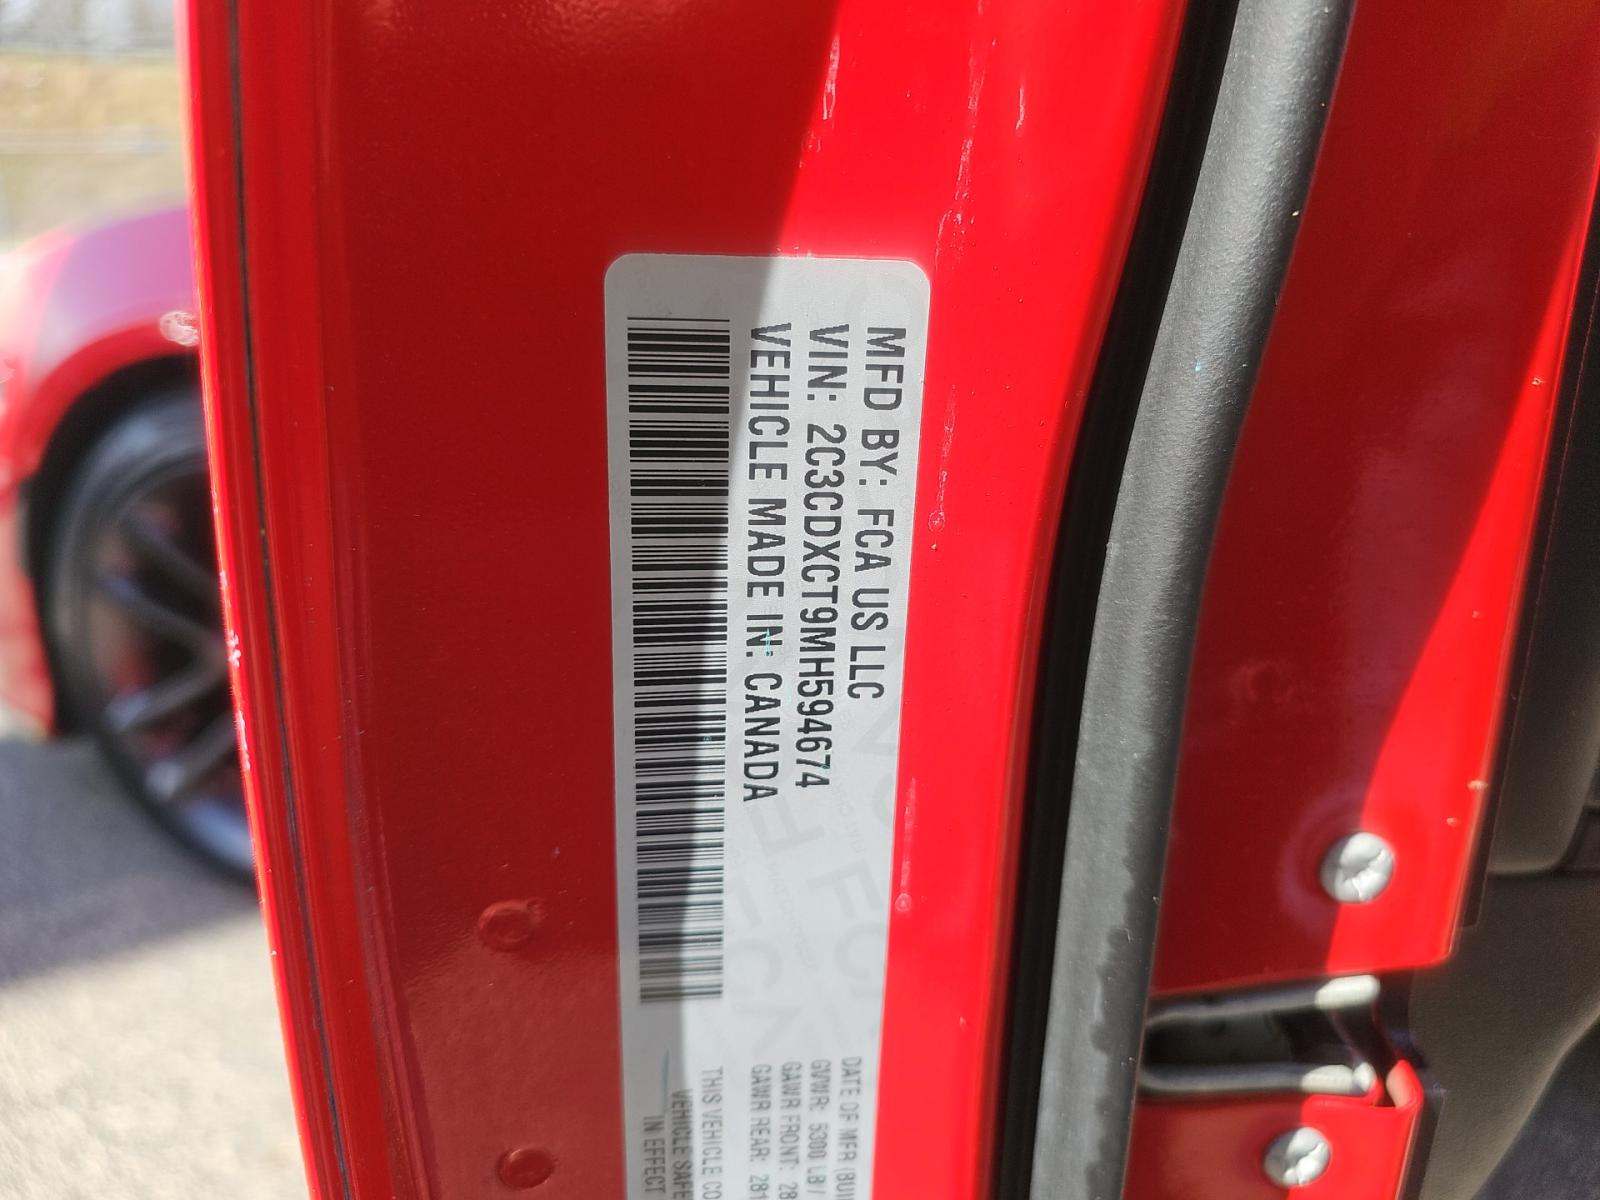 MFD BY: FCA US LLC
VIN: 2C3CDXCT9MH594674
VEHICLE MADE IN: CANADA
DATE OF MFR
GVWR: 5300 LB/
GAWR FRONT:
GAWR REAR:
THIS VEHICLE
VEHICLE
IN EFFECT